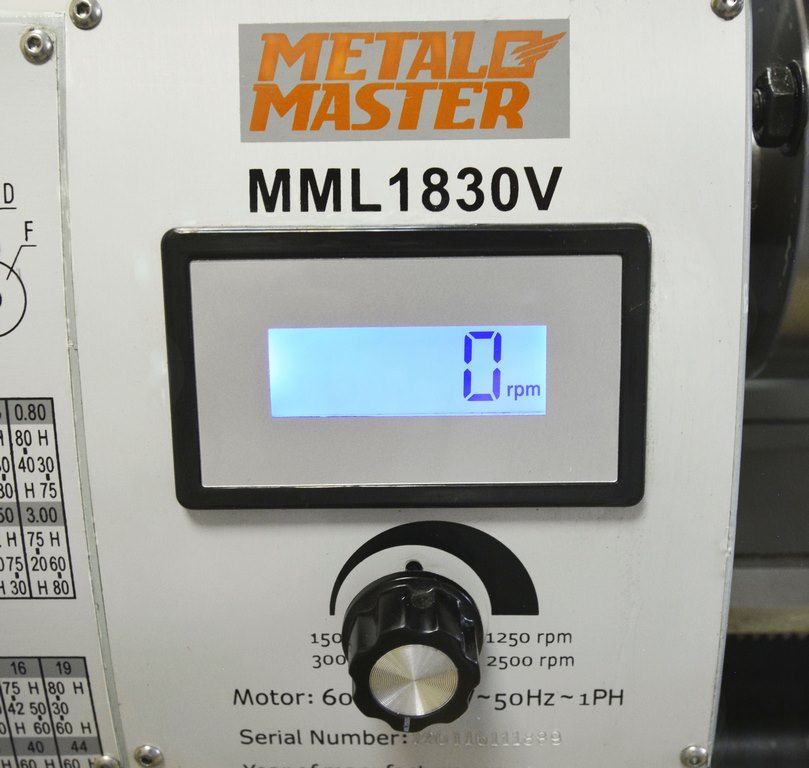 METAL
MASTER
MML1830V
0 rpm
D
F
0.80
80 H
40 30
H 75
3.00
75 H
20 60
H 80
150 1250 rpm
300 2500 rpm
Motor: 60 ~50Hz~1PH
Serial Number:
16 19
75 H 80 H
42 50 30
H 60 60 H
40 44